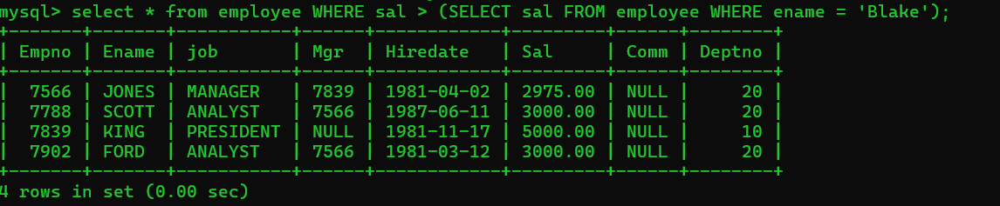 mysql> select * from employee WHERE sal > (SELECT sal FROM employee WHERE ename = 'Blake');
+-------+-------+-----------+------+------------+---------+------+--------+
| Empno | Ename | job       | Mgr  | Hiredate   | Sal     | Comm | Deptno |
+-------+-------+-----------+------+------------+---------+------+--------+
|  7566 | JONES | MANAGER   | 7839 | 1981-04-02 | 2975.00 | NULL |     20 |
|  7788 | SCOTT | ANALYST   | 7566 | 1987-06-11 | 3000.00 | NULL |     20 |
|  7839 | KING  | PRESIDENT | NULL | 1981-11-17 | 5000.00 | NULL |     10 |
|  7902 | FORD  | ANALYST   | 7566 | 1981-03-12 | 3000.00 | NULL |     20 |
+-------+-------+-----------+------+------------+---------+------+--------+
4 rows in set (0.00 sec)